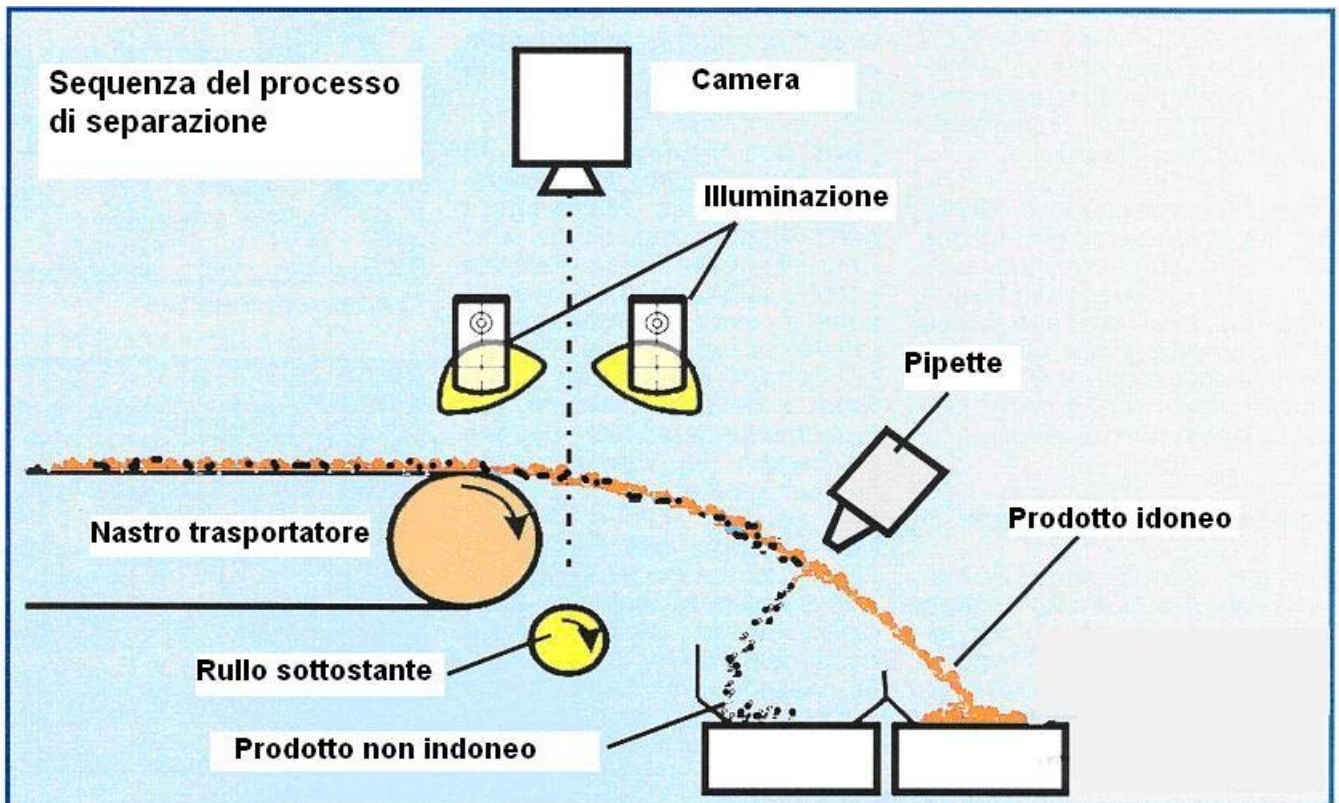 Sequenza del processo
di separazione
Camera
Illuminazione
Pipette
Nastro trasportatore
Prodotto idoneo
Rullo sottostante
Prodotto non indoneo